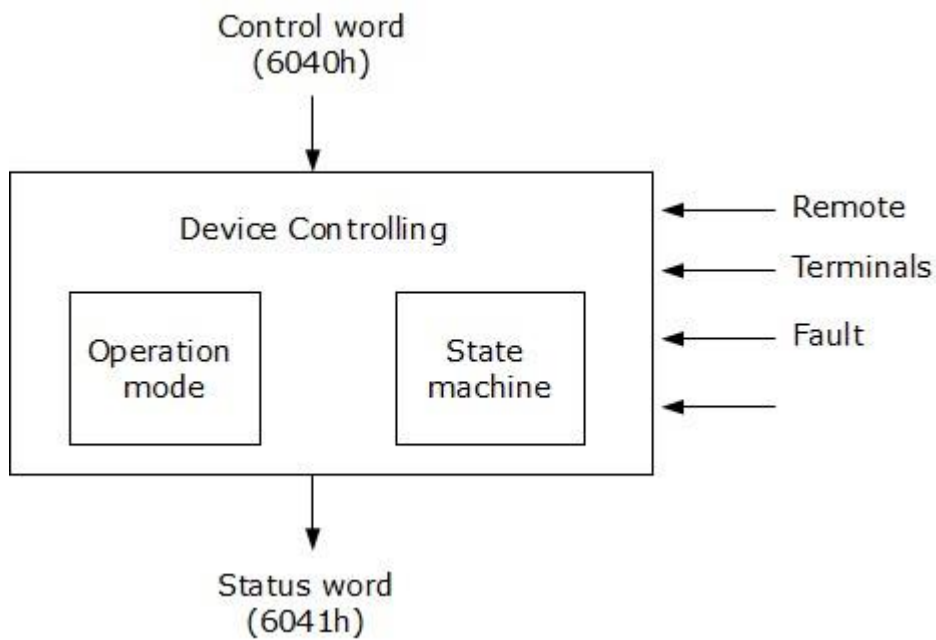 Control word
(6040h)
Device Controlling
Remote
Terminals
Fault
Operation
mode
State
machine
Status word
(6041h)